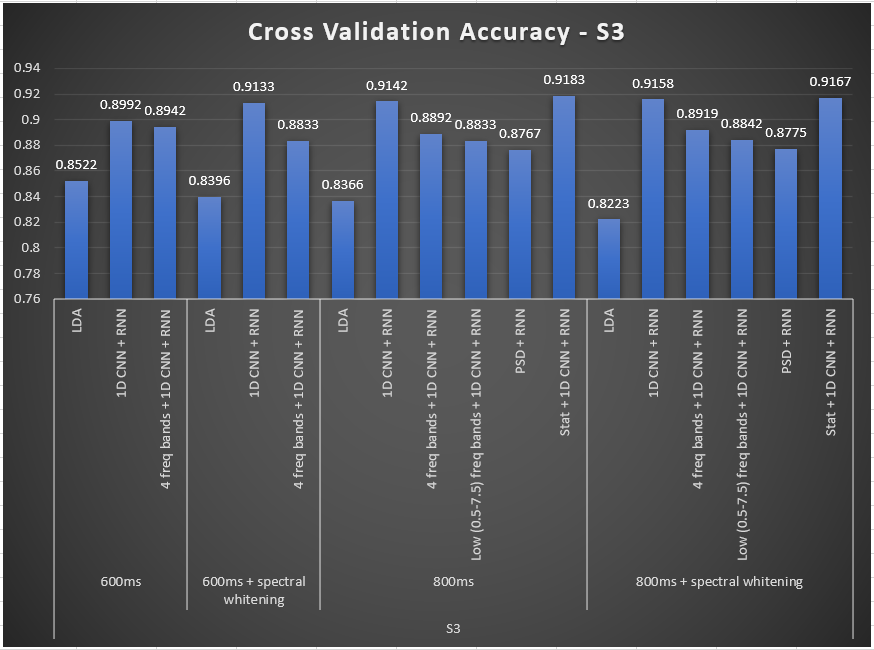 Cross Validation Accuracy - S3
0.94
0.92
0.9
0.88
0.86
0.84
0.82
0.8
0.78
0.76
0.8522
0.8992
0.8942
0.8396
0.9133
0.8833
0.8366
0.9142
0.8892
0.8833
0.8767
0.9183
0.8223
0.9158
0.8919
0.8842
0.8775
0.9167
LDA
1D CNN + RNN
4 freq bands + 1D CNN + RNN
LDA
1D CNN + RNN
4 freq bands + 1D CNN + RNN
LDA
1D CNN + RNN
4 freq bands + 1D CNN + RNN
Low (0.5-7.5) freq bands + 1D CNN + RNN
PSD + RNN
Stat + 1D CNN + RNN
LDA
1D CNN + RNN
4 freq bands + 1D CNN + RNN
Low (0.5-7.5) freq bands + 1D CNN + RNN
PSD + RNN
Stat + 1D CNN + RNN
600ms
600ms + spectral
whitening
800ms
800ms + spectral whitening
S3